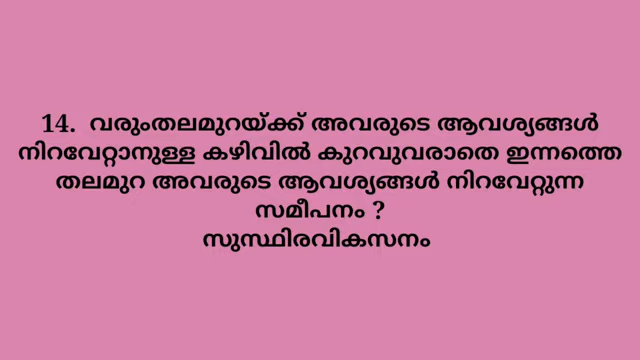 14. വരുംതലമുറയ്ക്ക് അവരുടെ ആവശ്യങ്ങൾ
നിറവേറ്റാനുള്ള കഴിവിൽ കുറവുവരാതെ ഇന്നത്തെ
തലമുറ അവരുടെ ആവശ്യങ്ങൾ നിറവേറ്റുന്ന
സമീപനം ?
സുസ്ഥിരവികസനം